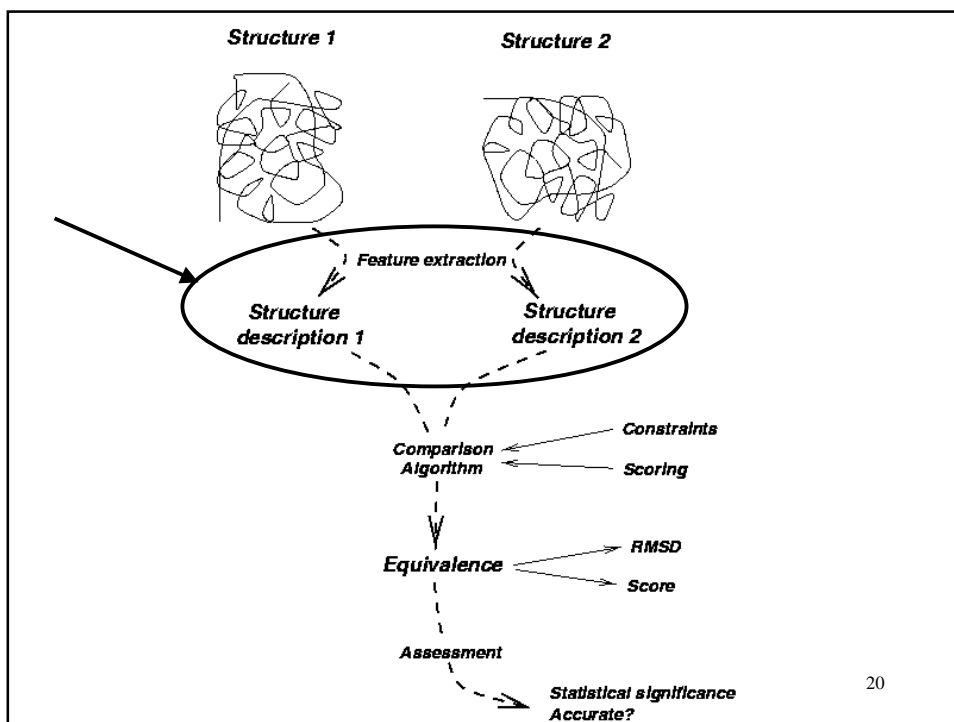 Structure 1
Structure 2
Feature extraction
Structure
description 1
Structure
description 2
Comparison
Algorithm
Constraints
Scoring
Equivalence
RMSD
Score
Assessment
Statistical significance
Accurate?
20